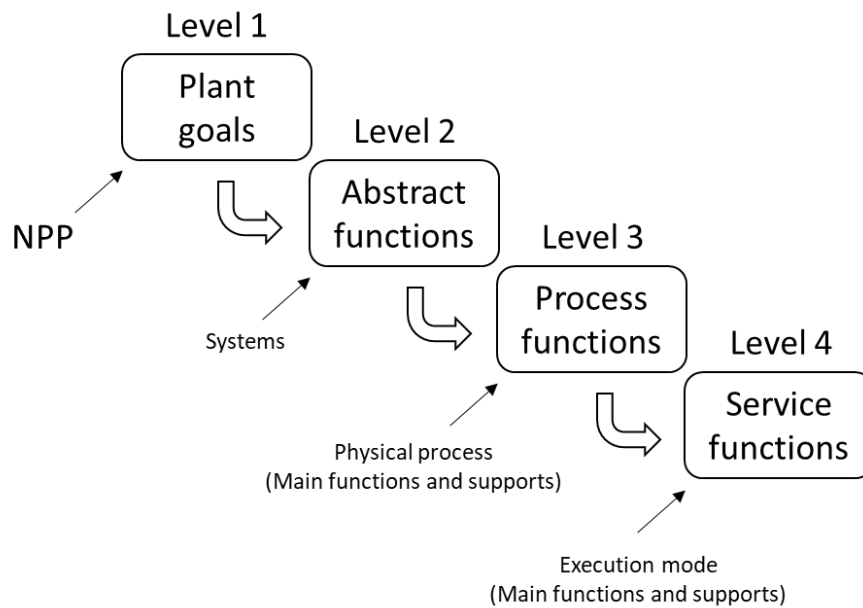 Level 1
Plant
goals
Level 2
NPP
Abstract
functions
Level 3
Systems
Process
functions
Level 4
Physical process
(Main functions and supports)
Service
functions
Execution mode
(Main functions and supports)